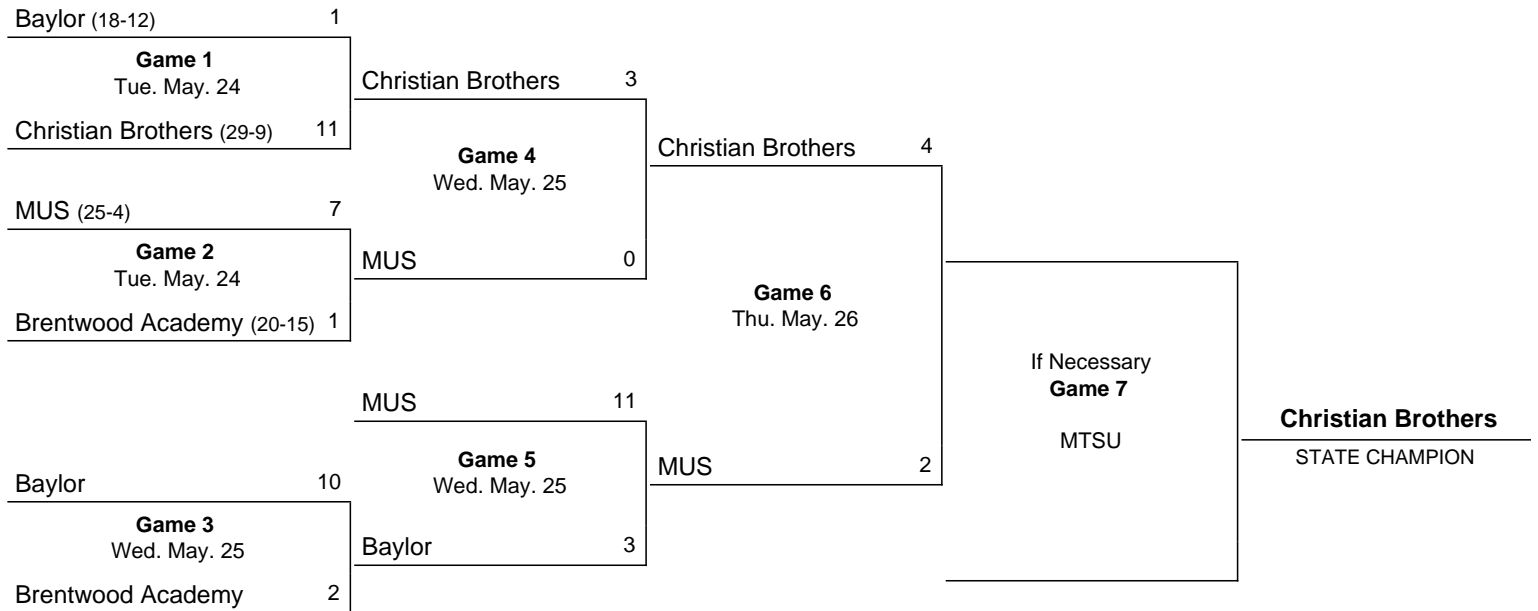 Baylor (18-12) 1
Game 1
Tue. May. 24
Christian Brothers (29-9) 11
MUS (25-4) 7
Game 2
Tue. May. 24
Brentwood Academy (20-15) 1
Baylor 10
Game 3
Wed. May. 25
Brentwood Academy 2
Christian Brothers 3
Game 4
Wed. May. 25
MUS 0
MUS 11
Game 5
Wed. May. 25
Baylor 3
Christian Brothers 4
Game 6
Thu. May. 26
MUS 2
If Necessary
Game 7
MTSU
Christian Brothers
STATE CHAMPION